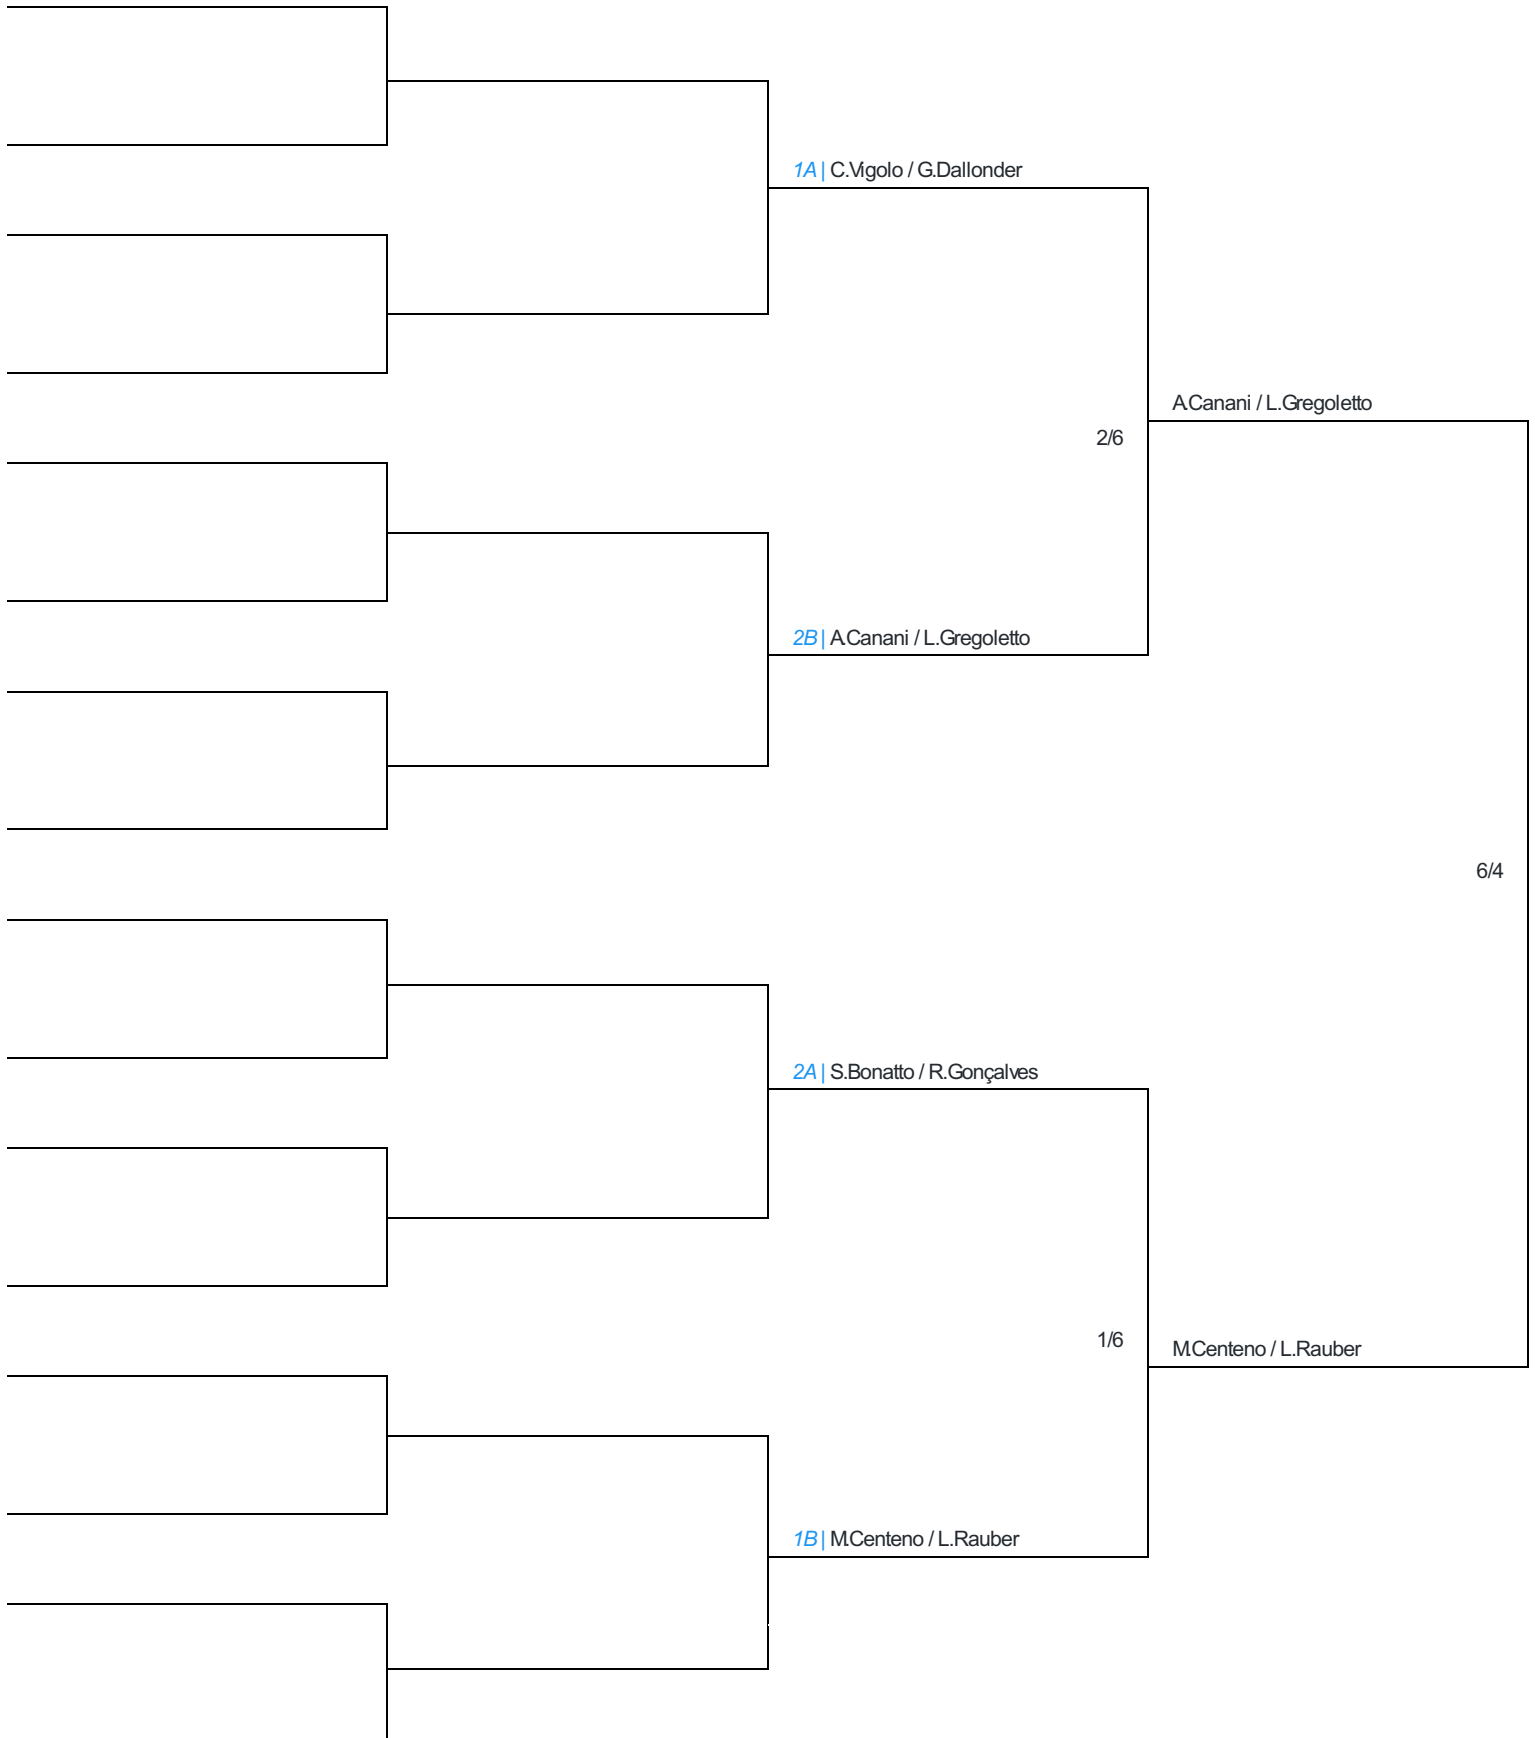 1A | C.Vigolo / G.Dallonder
A.Canani / L.Gregoletto
2/6
2B | A.Canani / L.Gregoletto
6/4
2A | S.Bonatto / R.Gonçalves
1/6
M.Centeno / L.Rauber
1B | M.Centeno / L.Rauber